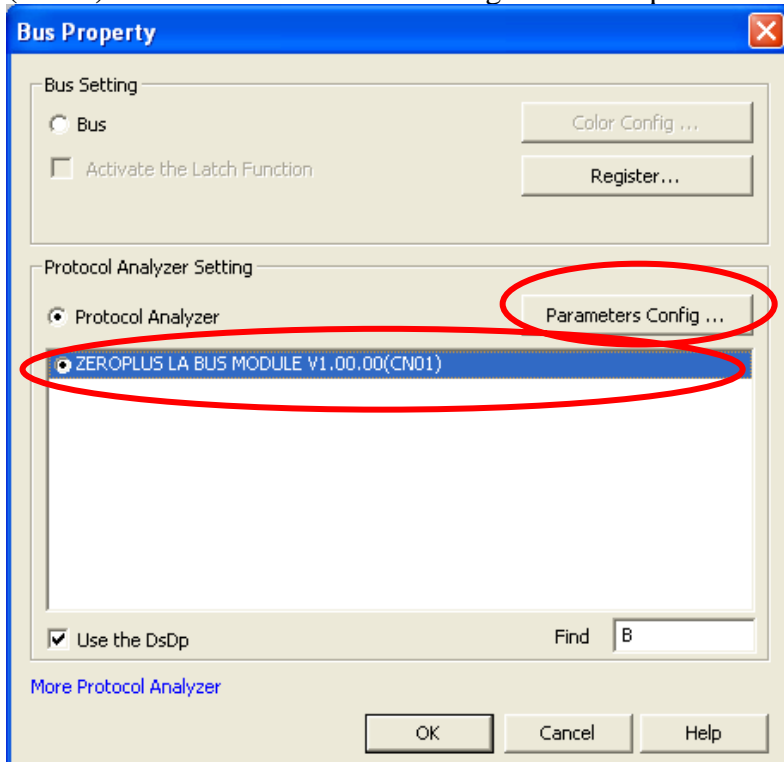 Bus Property
Bus Setting
Bus
Color Config ...
Activate the Latch Function
Register...
Protocol Analyzer Setting
Protocol Analyzer
Parameters Config ...
ZEROPLUS LA BUS MODULE V1.00.00(CN01)
Use the DsDp
Find B
More Protocol Analyzer
OK Cancel Help